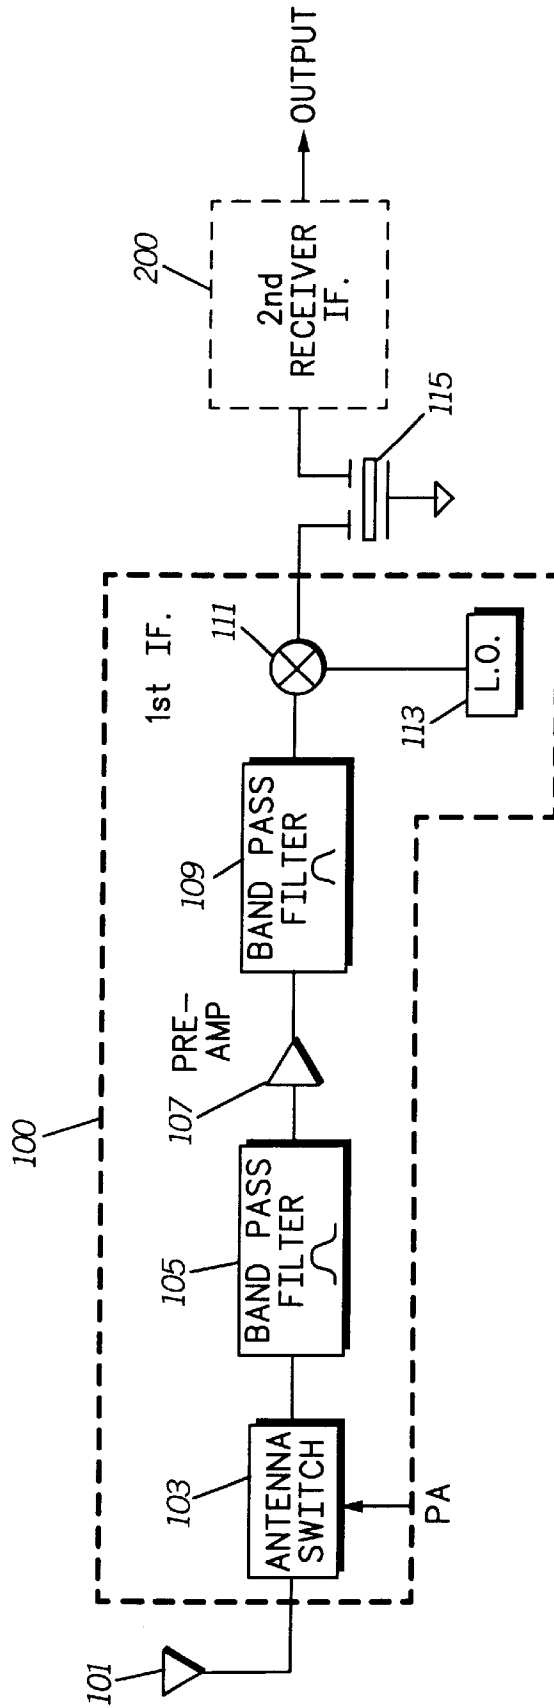 100
101
103
ANTENNA
SWITCH
PA
105
BAND PASS
FILTER
107
PRE-
AMP
109
BAND PASS
FILTER
1st IF.
111
113
L.O.
115
200
2nd
RECEIVER
IF.
OUTPUT